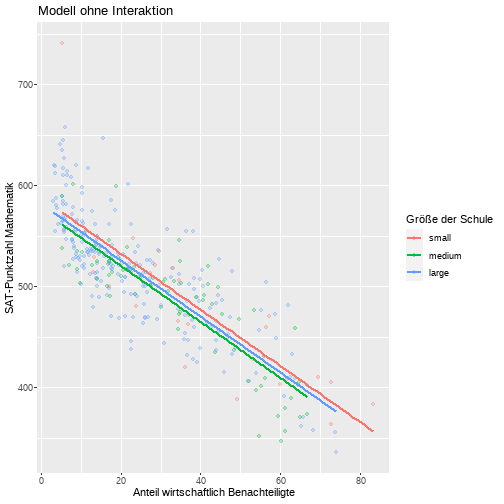 Modell ohne Interaktion
SAT-Punktzahl Mathematik
700
600
500
400
0 20 40 60 80
Anteil wirtschaftlich Benachteiligte
Größe der Schule
small
medium
large